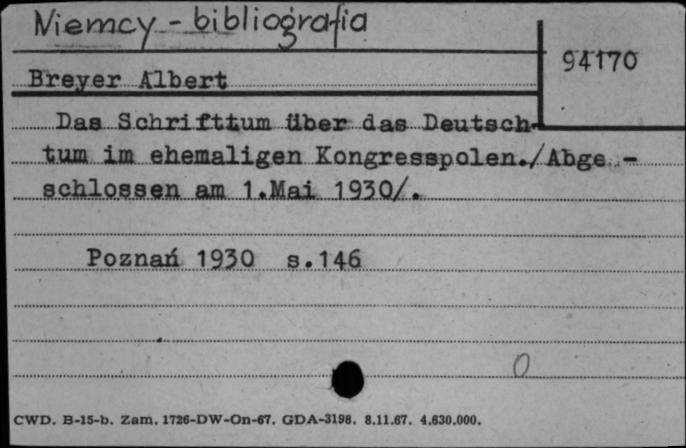 Niemcy - bibliografia
94170
Breyer Albert
Das Schrifttum über das Deutsch-
tum im ehemaligen Kongresspolen./Abge -
schlossen am 1.Mai 1930/.
Poznań 1930 s.146
0
CWD. B-15-b. Zam. 1726-DW-On-67. GDA-3198. 8.11.67. 4.630.000.